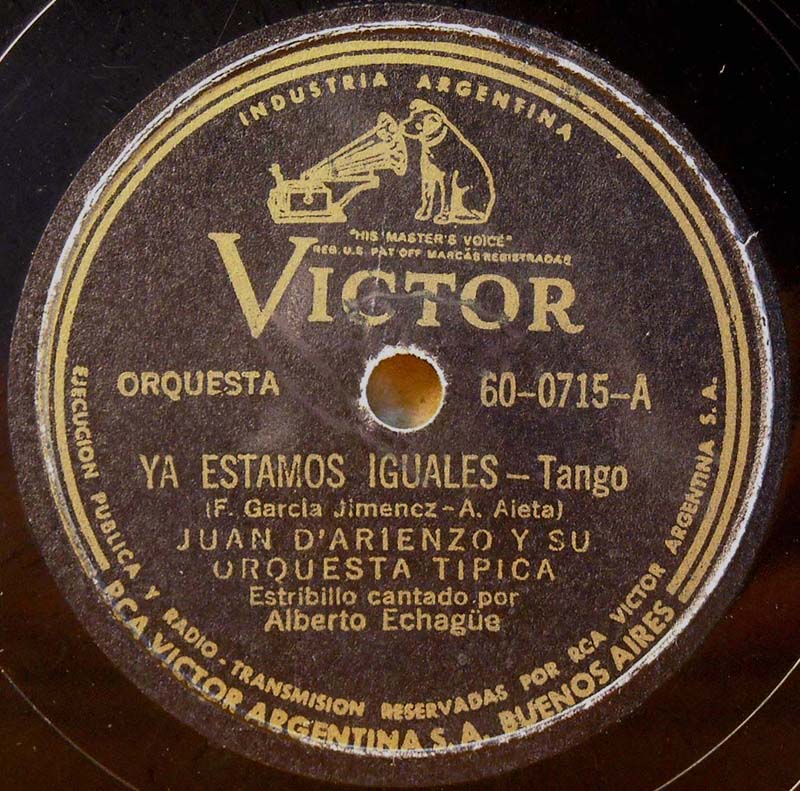 INDUSTRIA ARGENTINA
"HIS MASTER'S VOICE"
REG. U.S. PAT OFF MARCAS REGISTRADAS
VICTOR
ORQUESTA
60-0715-A
YA ESTAMOS IGUALES – Tango
(F. Garcia Jimenez – A. Aieta)
JUAN D'ARIENZO Y SU
ORQUESTA TIPICA
Estribillo cantado por
Alberto Echagüe
EJECUCION PUBLICA Y RADIO-TRANSMISION RESERVADAS POR RCA VICTOR ARGENTINA S.A.
RCA VICTOR ARGENTINA S.A. BUENOS AIRES